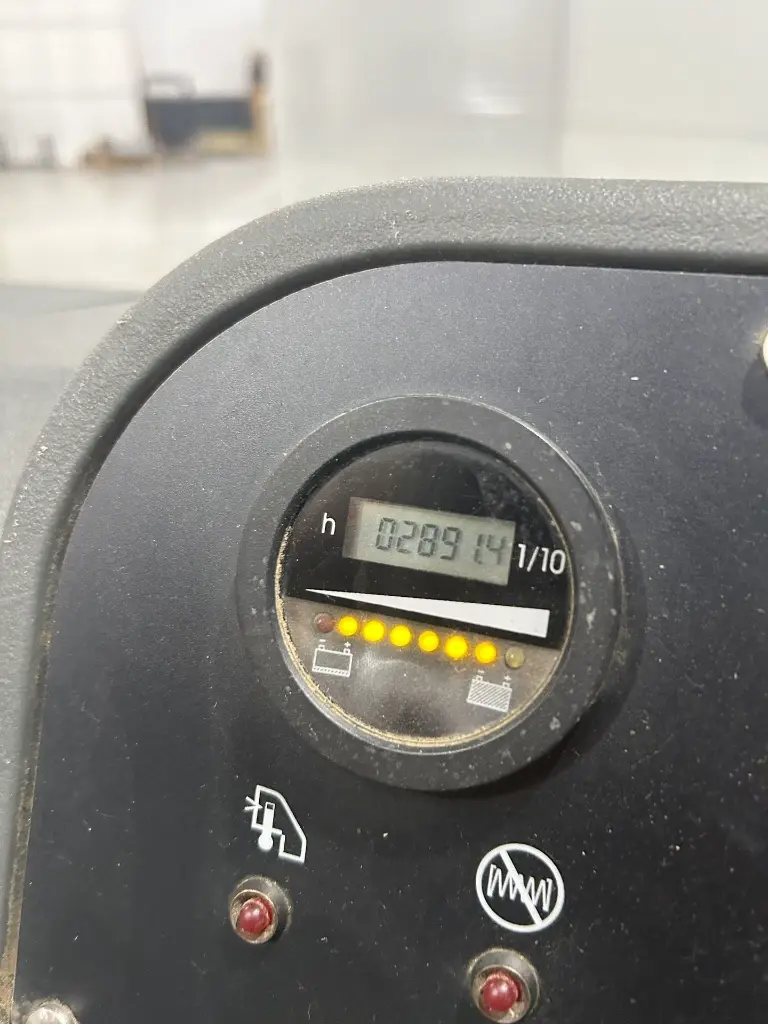 h 02891.4 1/10
- +
- +